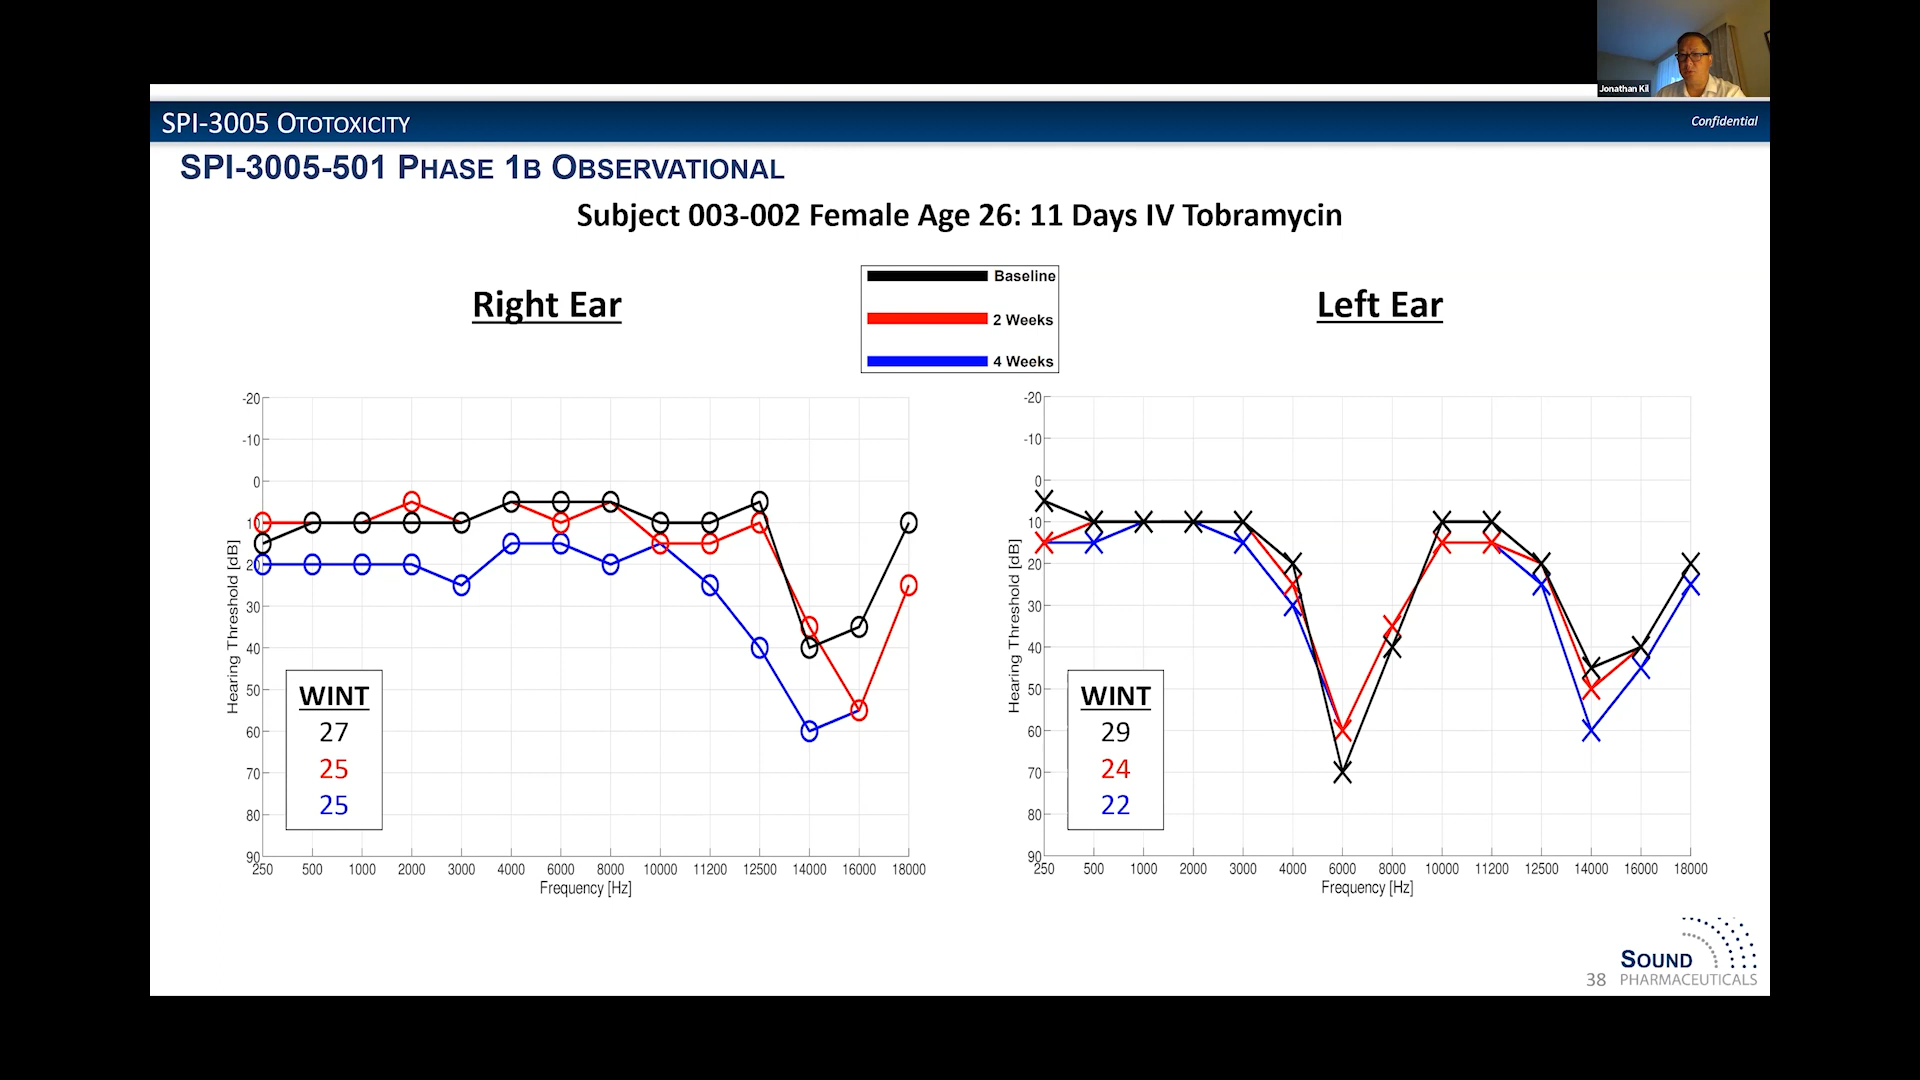 Jonathan Kil
SPI-3005 OTOTOXICITY
Confidential
SPI-3005-501 PHASE 1B OBSERVATIONAL
Subject 003-002 Female Age 26: 11 Days IV Tobramycin
Right Ear
Baseline
2 Weeks
4 Weeks
Left Ear
-20
-10
0
10
20
30
40
50
60
70
80
90
Hearing Threshold [dB]
WINT
27
25
25
250 500 1000 2000 3000 4000 6000 8000 10000 11200 12500 14000 16000 18000
Frequency [Hz]
-20
-10
0
10
20
30
40
50
60
70
80
90
Hearing Threshold [dB]
WINT
29
24
22
250 500 1000 2000 3000 4000 6000 8000 10000 11200 12500 14000 16000 18000
Frequency [Hz]
38
SOUND
PHARMACEUTICALS